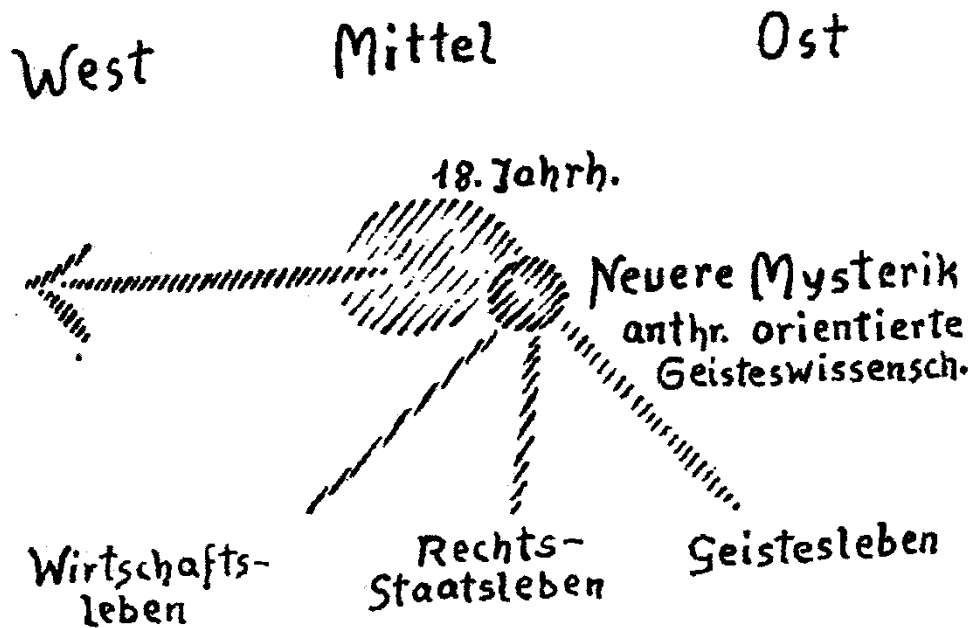 West Mittel Ost
18. Jahrh.
Neuere Mysterik
anthr. orientierte
Geisteswissensch.
Wirtschafts-
leben
Rechts-
Staatsleben
Geistesleben